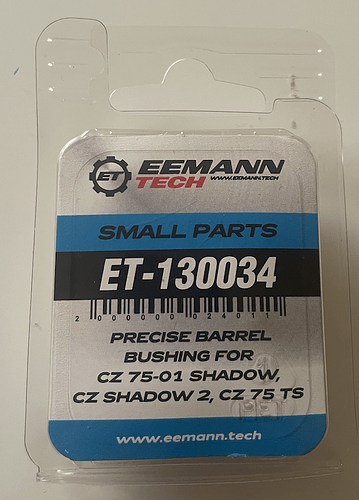 ET EEMANN
TECH WWW.EEMANN.TECH
SMALL PARTS
ET-130034
2 000000 024011
PRECISE BARREL
BUSHING FOR
CZ 75-01 SHADOW,
CZ SHADOW 2, CZ 75 TS
www.eemann.tech